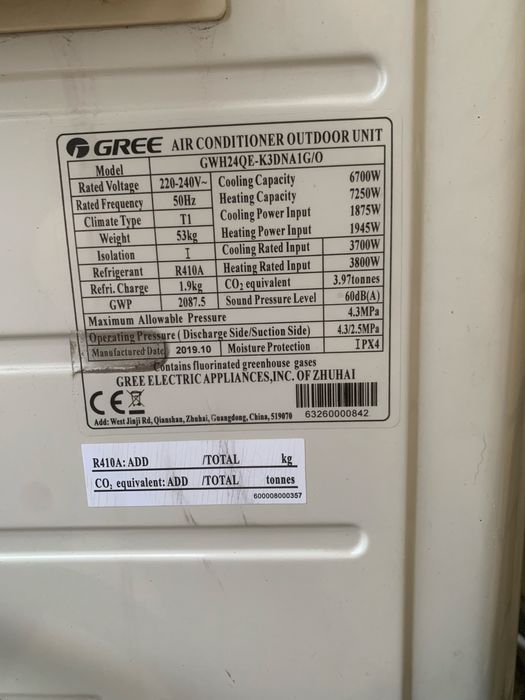 GREE AIR CONDITIONER OUTDOOR UNIT
Model GWH24QE-K3DNA1G/O
Rated Voltage 220-240V~ Cooling Capacity 6700W
Rated Frequency 50Hz Heating Capacity 7250W
Climate Type T1 Cooling Power Input 1875W
Weight 53kg Heating Power Input 1945W
Isolation I Cooling Rated Input 3700W
Refrigerant R410A Heating Rated Input 3800W
Refri. Charge 1.9kg CO₂ equivalent 3.97tonnes
GWP 2087.5 Sound Pressure Level 60dB(A)
Maximum Allowable Pressure 4.3MPa
Operating Pressure (Discharge Side/Suction Side) 4.3/2.5MPa
Manufactured Date 2019.10 Moisture Protection IPX4
Contains fluorinated greenhouse gases
GREE ELECTRIC APPLIANCES,INC. OF ZHUHAI
CE
63260000842
Add: West Jinji Rd, Qianshan, Zhuhai, Guangdong, China, 519070
R410A: ADD /TOTAL kg
CO₂ equivalent: ADD /TOTAL tonnes
600008000357